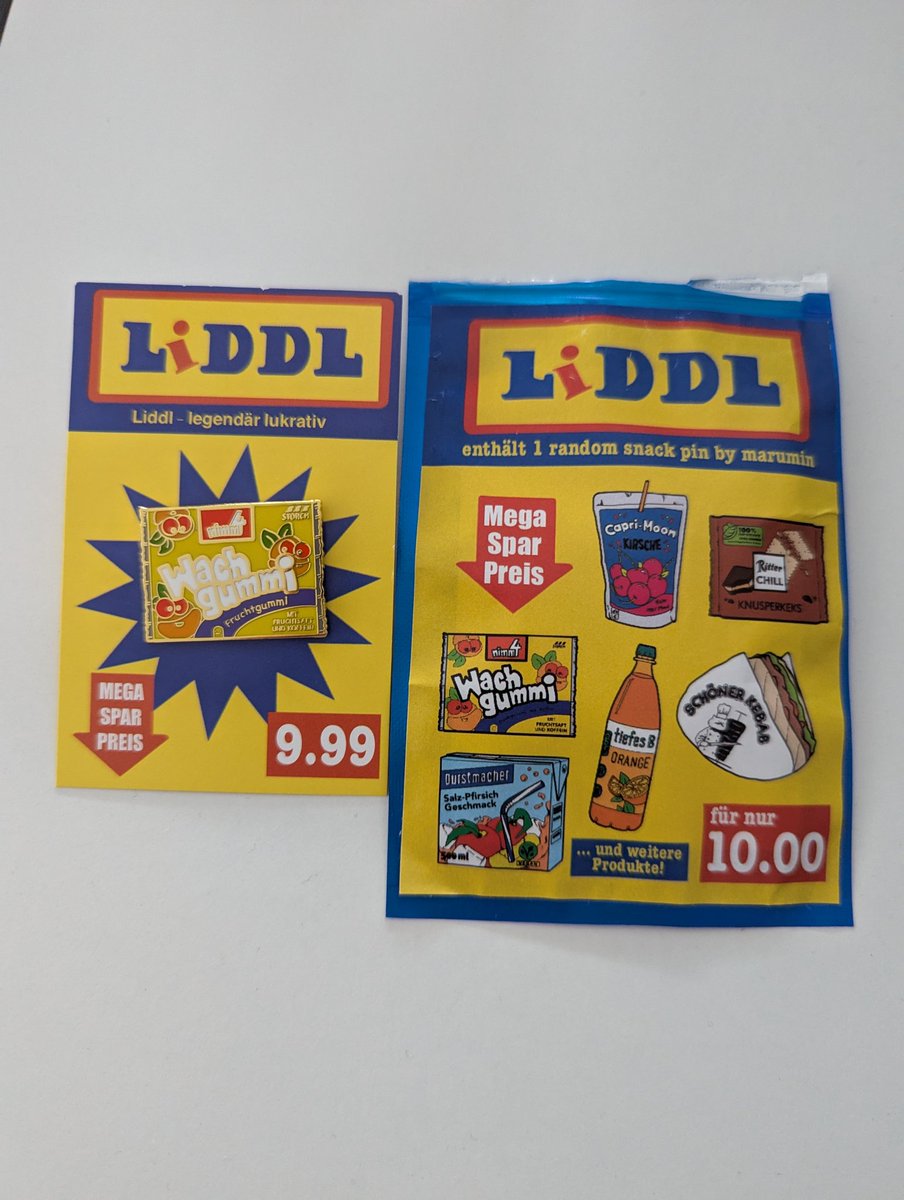 LiDDL
Liddl - legendär lukrativ
nimm4
STORCK
Wach
gummi
Fruchtgummi
MIT
FRUCHTSAFT
UND KOFFEIN
MEGA
SPAR
PREIS
9.99
LiDDL
enthält 1 random snack pin by marumin
Mega
Spar
Preis
Capri-Moon
KIRSCHE
100%
Ritter
CHILL
KNUSPERKEKS
nimm4
Wach
gummi
MIT
FRUCHTSAFT
UND KOFFEIN
tiefes B
ORANGE
SCHÖNER KEBAB
Durstmacher
Salz-Pfirsich
Geschmack
500 ml
... und weitere
Produkte!
für nur
10.00